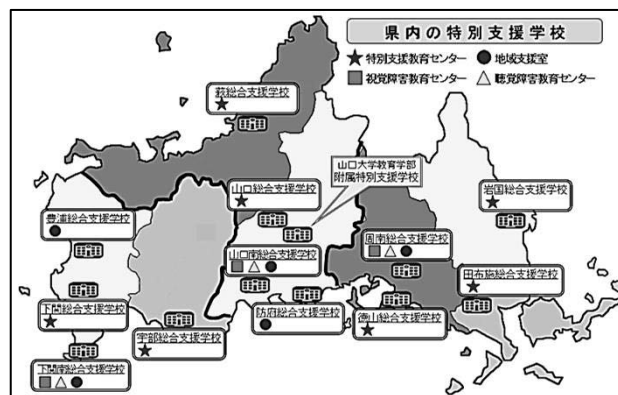 県内の特別支援学校
★特別支援教育センター ●地域支援室
■視覚障害教育センター △聴覚障害教育センター
萩総合支援学校
★
山口大学教育学部
附属特別支援学校
山口総合支援学校
★
岩国総合支援学校
★
豊浦総合支援学校
●
山口南総合支援学校
■ △ ●
周南総合支援学校
■ △ ●
田布施総合支援学校
★
下関総合支援学校
★
宇部総合支援学校
★
防府総合支援学校
●
徳山総合支援学校
★
下関南総合支援学校
■ △ ●